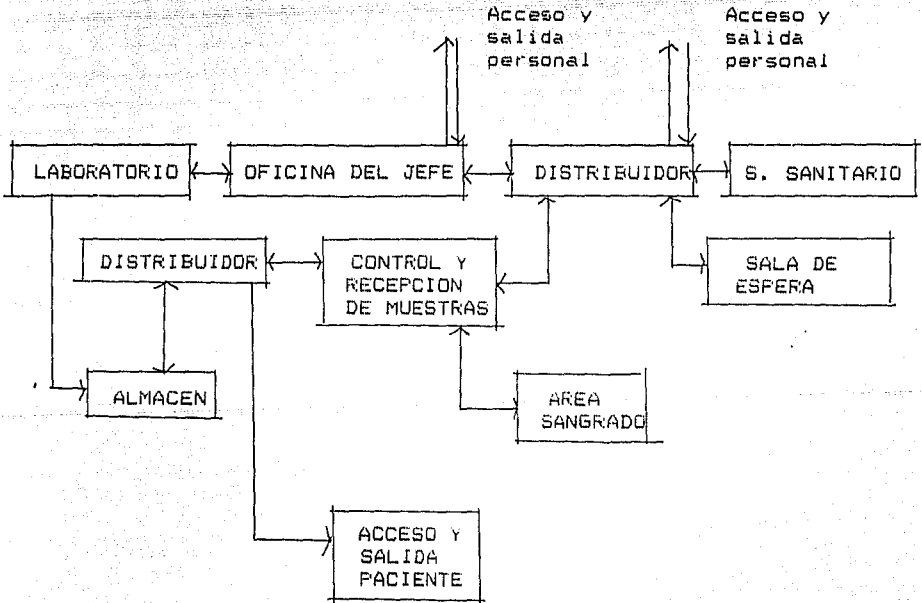 Acceso y
salida
personal
Acceso y
salida
personal
LABORATORIO
OFICINA DEL JEFE
DISTRIBUIDOR
S. SANITARIO
DISTRIBUIDOR
CONTROL Y
RECEPCION
DE MUESTRAS
SALA DE
ESPERA
ALMACEN
AREA
SANGRADO
ACCESO Y
SALIDA
PACIENTE